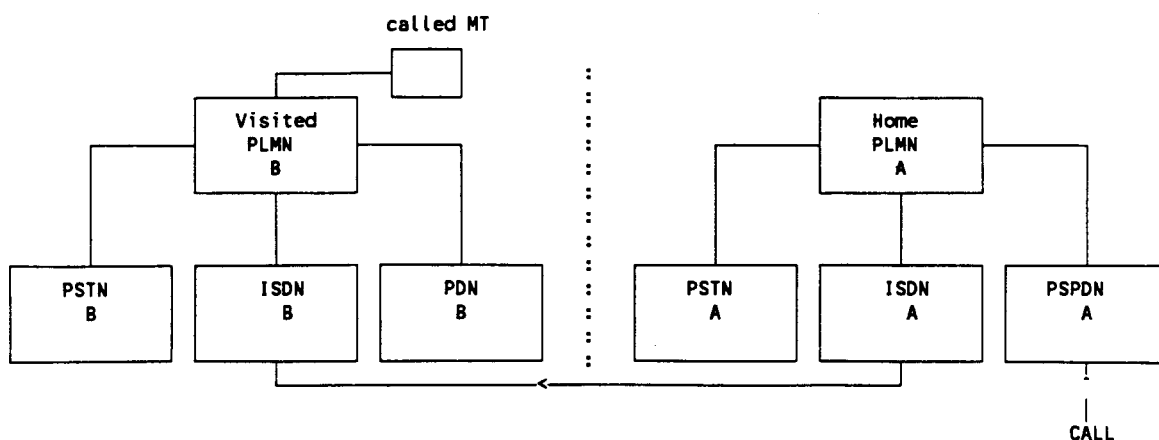 called MT
Visited
PLMN
B
Home
PLMN
A
PSTN
B
ISDN
B
PDN
B
PSTN
A
ISDN
A
PSPDN
A
CALL